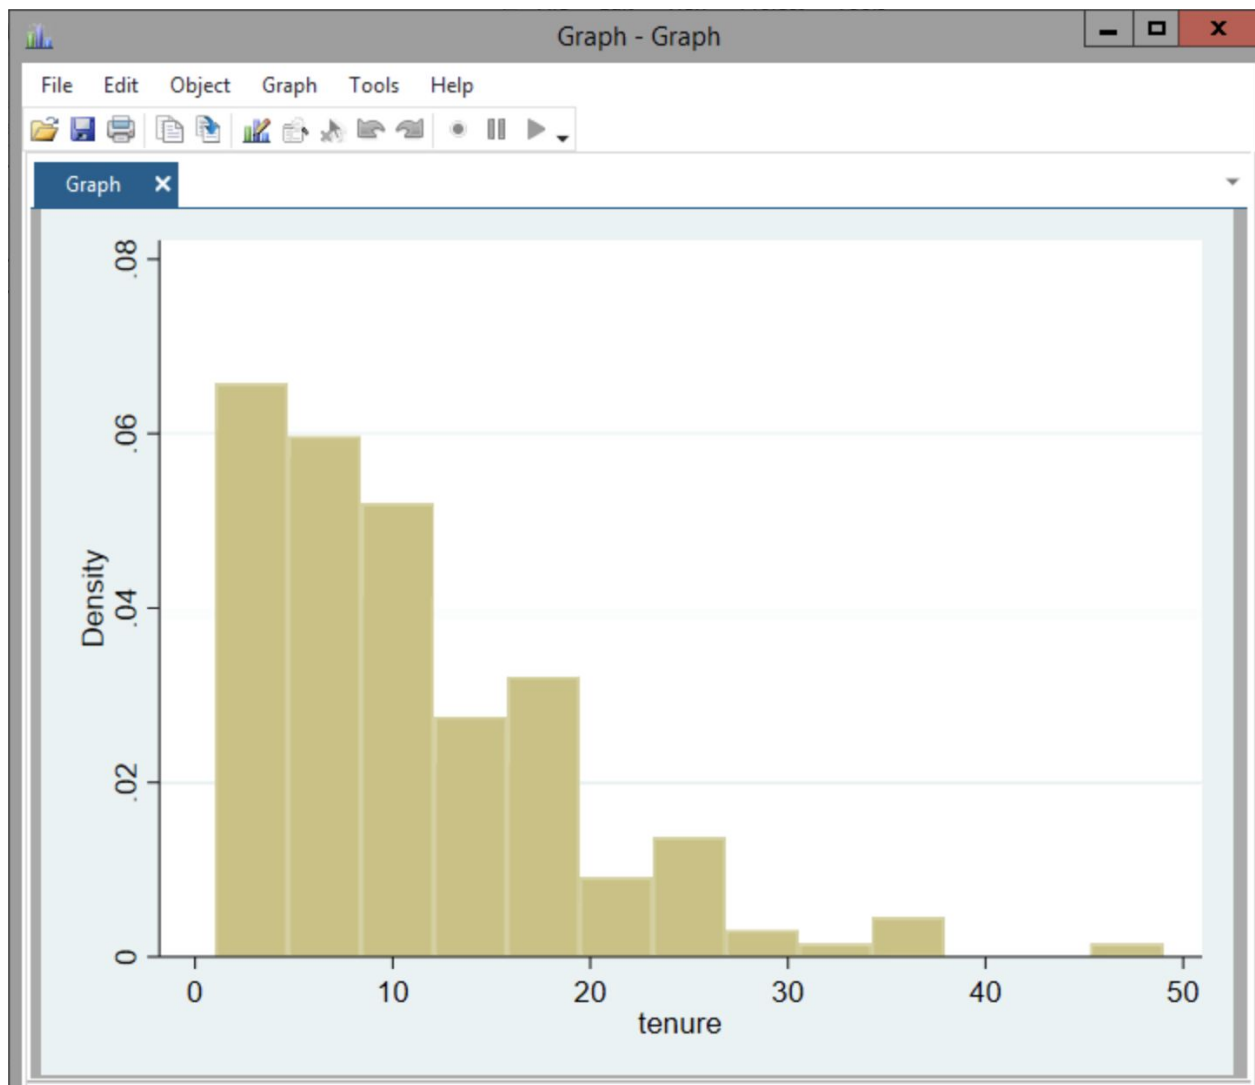 Graph - Graph
File Edit Object Graph Tools Help
Graph
.08
.06
.04
.02
0
Density
0 10 20 30 40 50
tenure